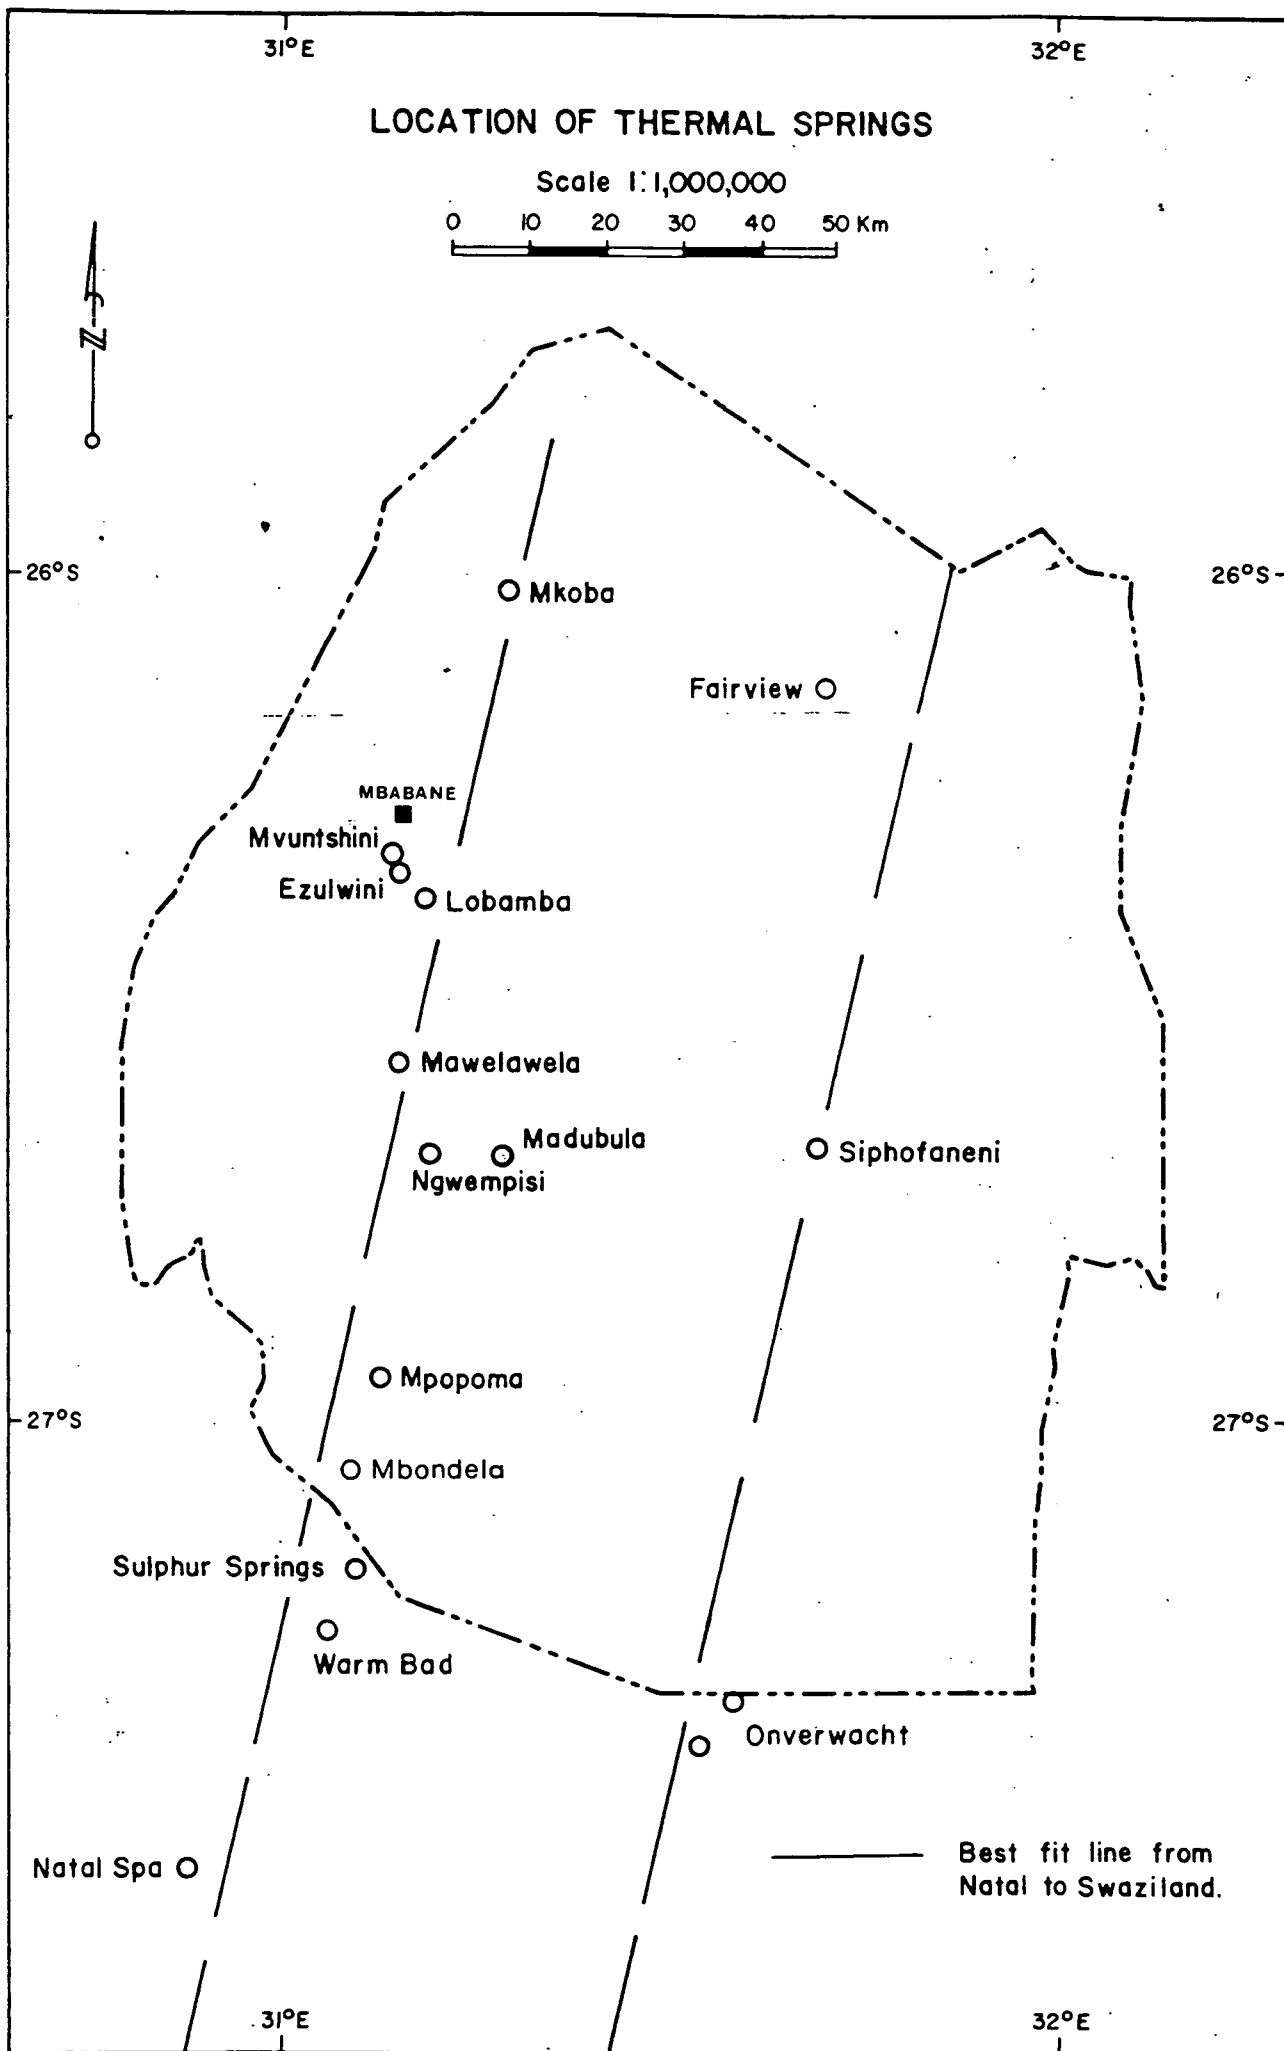 31°E
32°E
LOCATION OF THERMAL SPRINGS
Scale 1:1,000,000
0 10 20 30 40 50 Km
N
26°S
26°S
Mkoba
Fairview
MBABANE
Mvuntshini
Ezulwini
Lobamba
Mawelawela
Madubula
Ngwempisi
Siphofaneni
Mpopoma
27°S
27°S
Mbondela
Sulphur Springs
Warm Bad
Onverwacht
Natal Spa
Best fit line from
Natal to Swaziland.
31°E
32°E